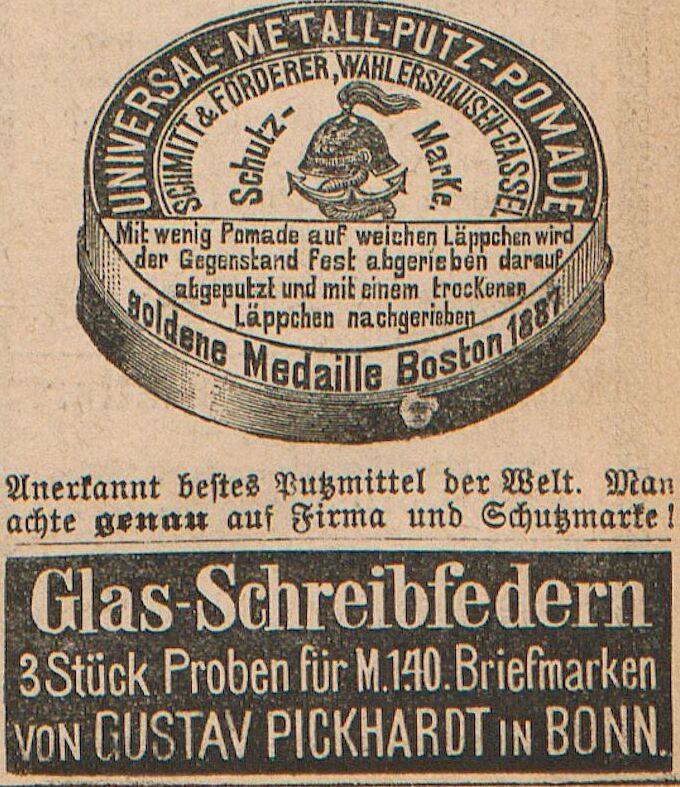 UNIVERSAL-METALL-PUTZ-POMADE
SCHMITT & FÖRDERER, WAHLERSHAUSEN-CASSEL
Schutz- Marke.
Mit wenig Pomade auf weichen Läppchen wird
der Gegenstand fest abgerieben darauf
abgeputzt und mit einem trockenen
Läppchen nachgerieben
goldene Medaille Boston 1887
Anerkannt bestes Putzmittel der Welt. Man
achte genau auf Firma und Schutzmarke!
Glas-Schreibfedern
3 Stück Proben für M.1.40. Briefmarken
VON GUSTAV PICKHARDT IN BONN.